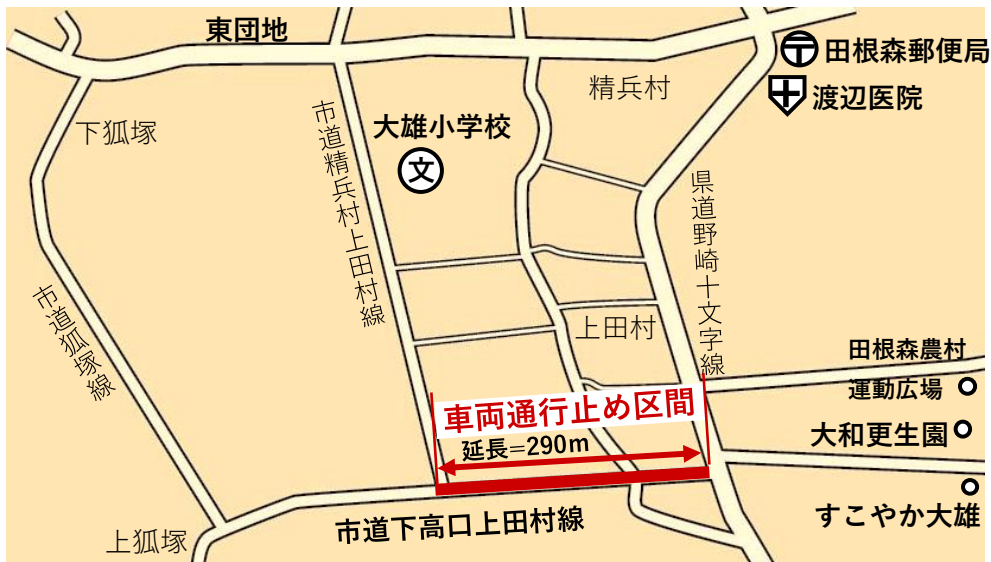 東団地
田根森郵便局
渡辺医院
精兵村
下狐塚
大雄小学校
文
市道精兵村上田村線
県道野崎十文字線
市道狐塚線
上田村
田根森農村
運動広場
車両通行止め区間
延長=290m
大和更生園
すこやか大雄
市道下高口上田村線
上狐塚